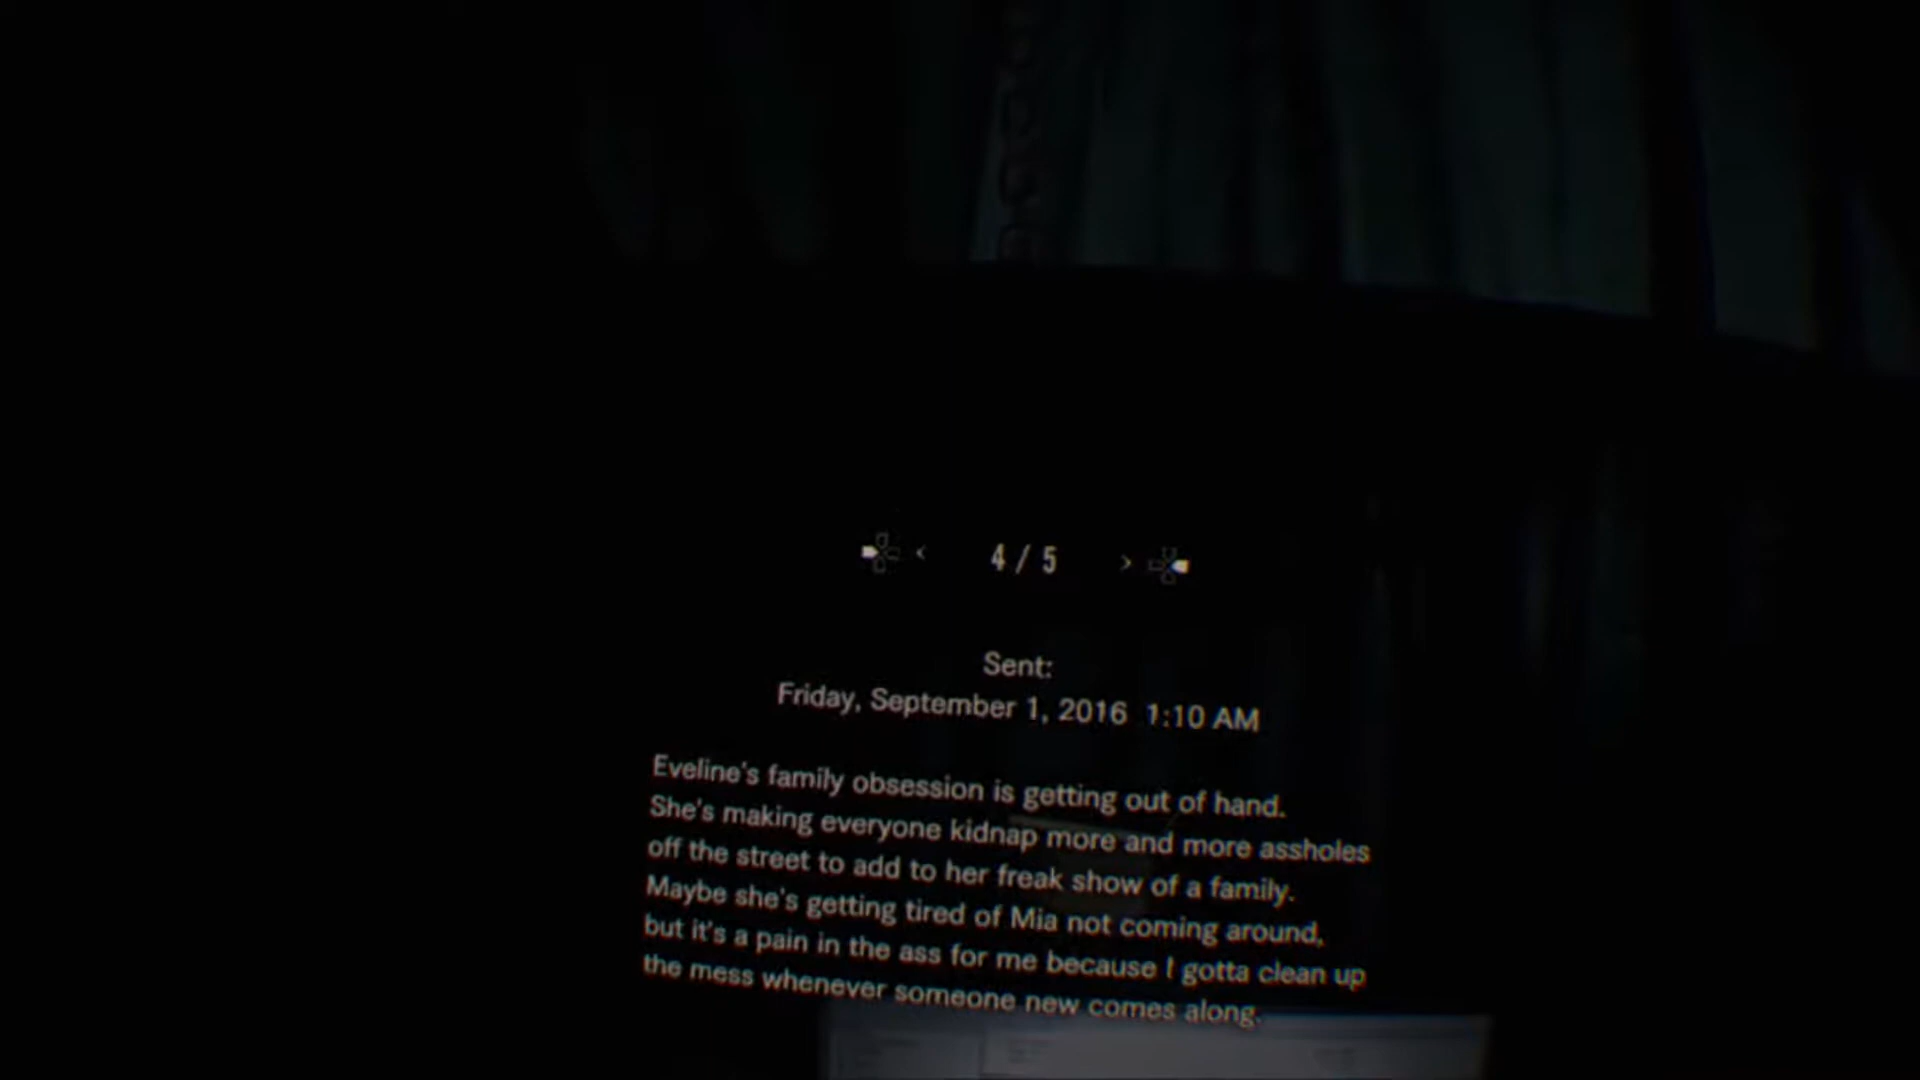 < 4 / 5 >
Sent:
Friday, September 1, 2016 1:10 AM
Eveline's family obsession is getting out of hand.
She's making everyone kidnap more and more assholes
off the street to add to her freak show of a family.
Maybe she's getting tired of Mia not coming around,
but it's a pain in the ass for me because I gotta clean up
the mess whenever someone new comes along.